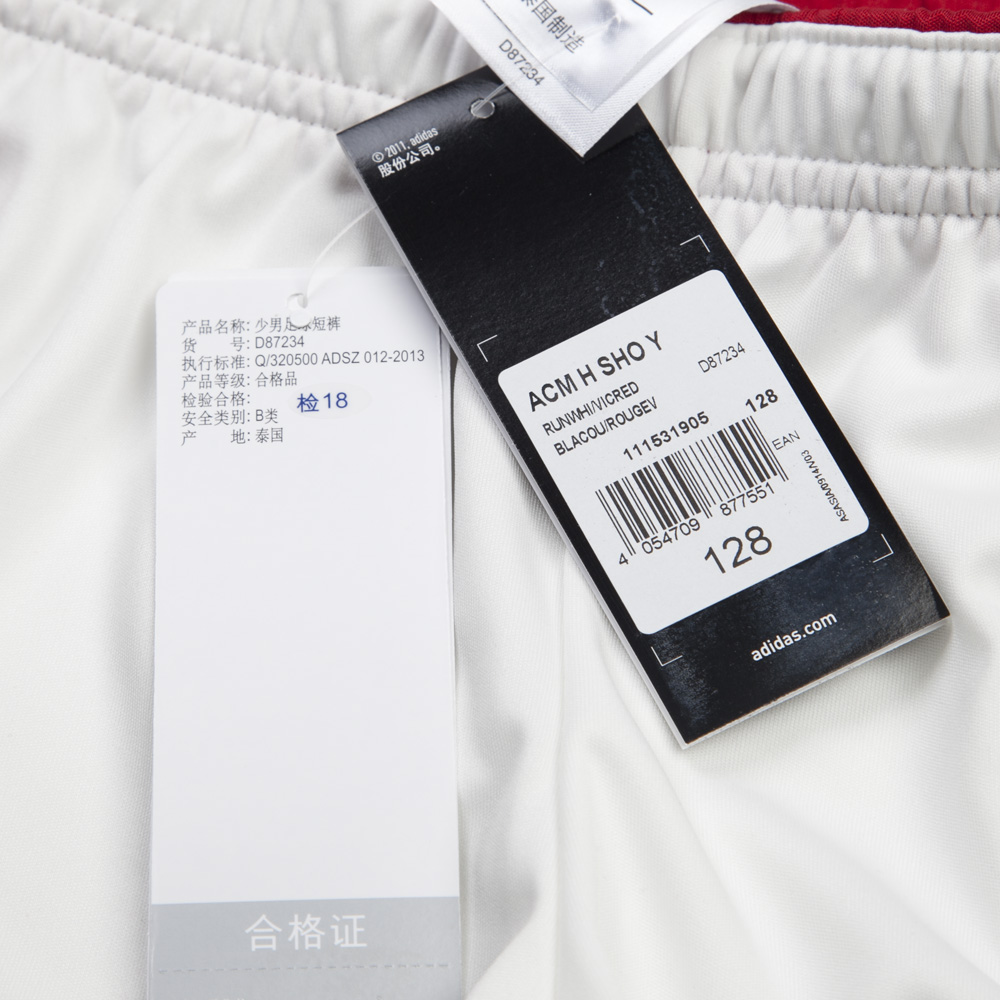 泰国制造
D87234
© 2011. adidas
股份公司。
ACM H SHO Y
D87234
RUNWHI/VICRED
BLACOU/ROUGEV
111531905
128
EAN
4 054709 877551
ASASIA/0914/V03
128
adidas.com
产品名称: 少男足球短裤
货 号: D87234
执行标准: Q/320500 ADSZ 012-2013
产品等级: 合格品
检验合格: 检18
安全类别: B类
产 地: 泰国
合格证